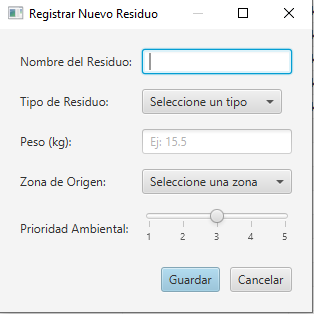 Registrar Nuevo Residuo
Nombre del Residuo:
Tipo de Residuo: Seleccione un tipo
Peso (kg): Ej: 15.5
Zona de Origen: Seleccione una zona
Prioridad Ambiental: 1 2 3 4 5
Guardar Cancelar